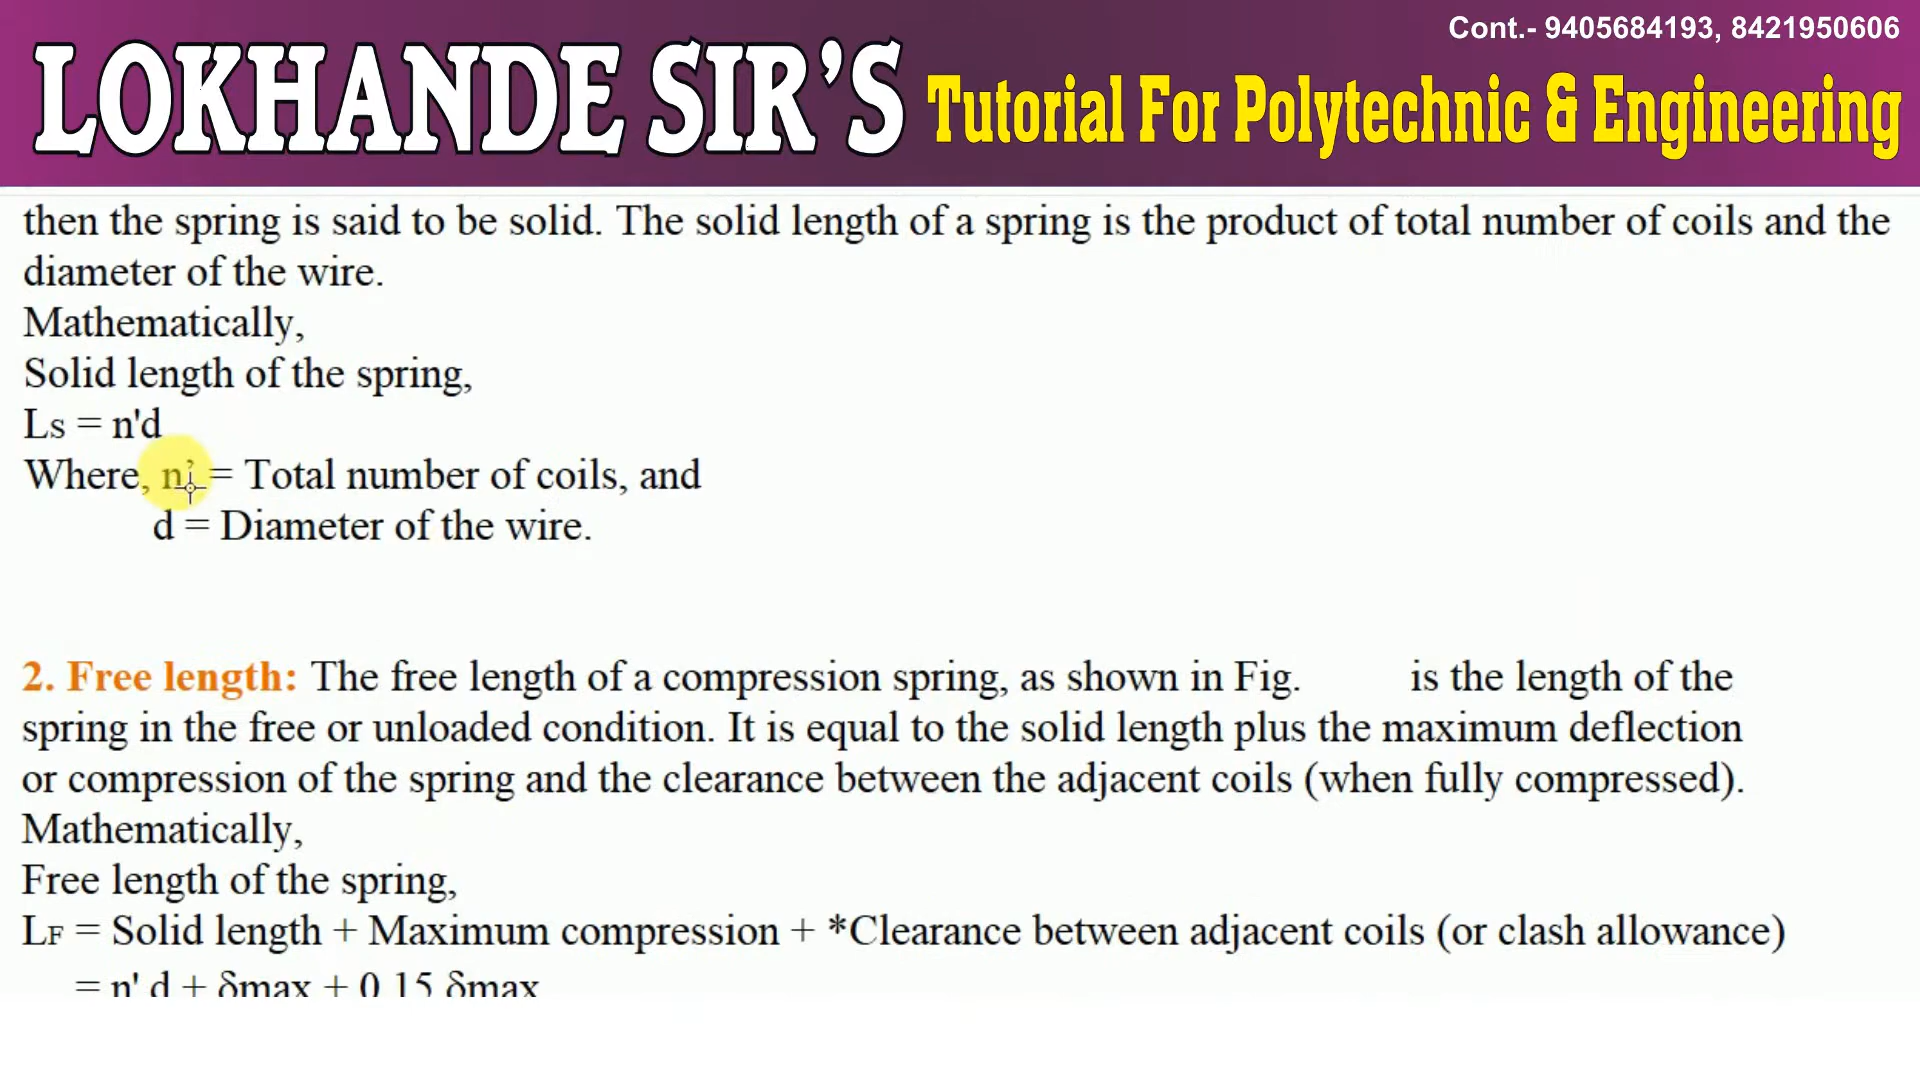 Cont.- 9405684193, 8421950606
LOKHANDE SIR'S Tutorial For Polytechnic & Engineering
then the spring is said to be solid. The solid length of a spring is the product of total number of coils and the
diameter of the wire.
Mathematically,
Solid length of the spring,
Ls = n'd
Where, n' = Total number of coils, and
d = Diameter of the wire.
2. Free length: The free length of a compression spring, as shown in Fig. is the length of the
spring in the free or unloaded condition. It is equal to the solid length plus the maximum deflection
or compression of the spring and the clearance between the adjacent coils (when fully compressed).
Mathematically,
Free length of the spring,
LF = Solid length + Maximum compression + *Clearance between adjacent coils (or clash allowance)
= n' d + δmax + 0.15 δmax